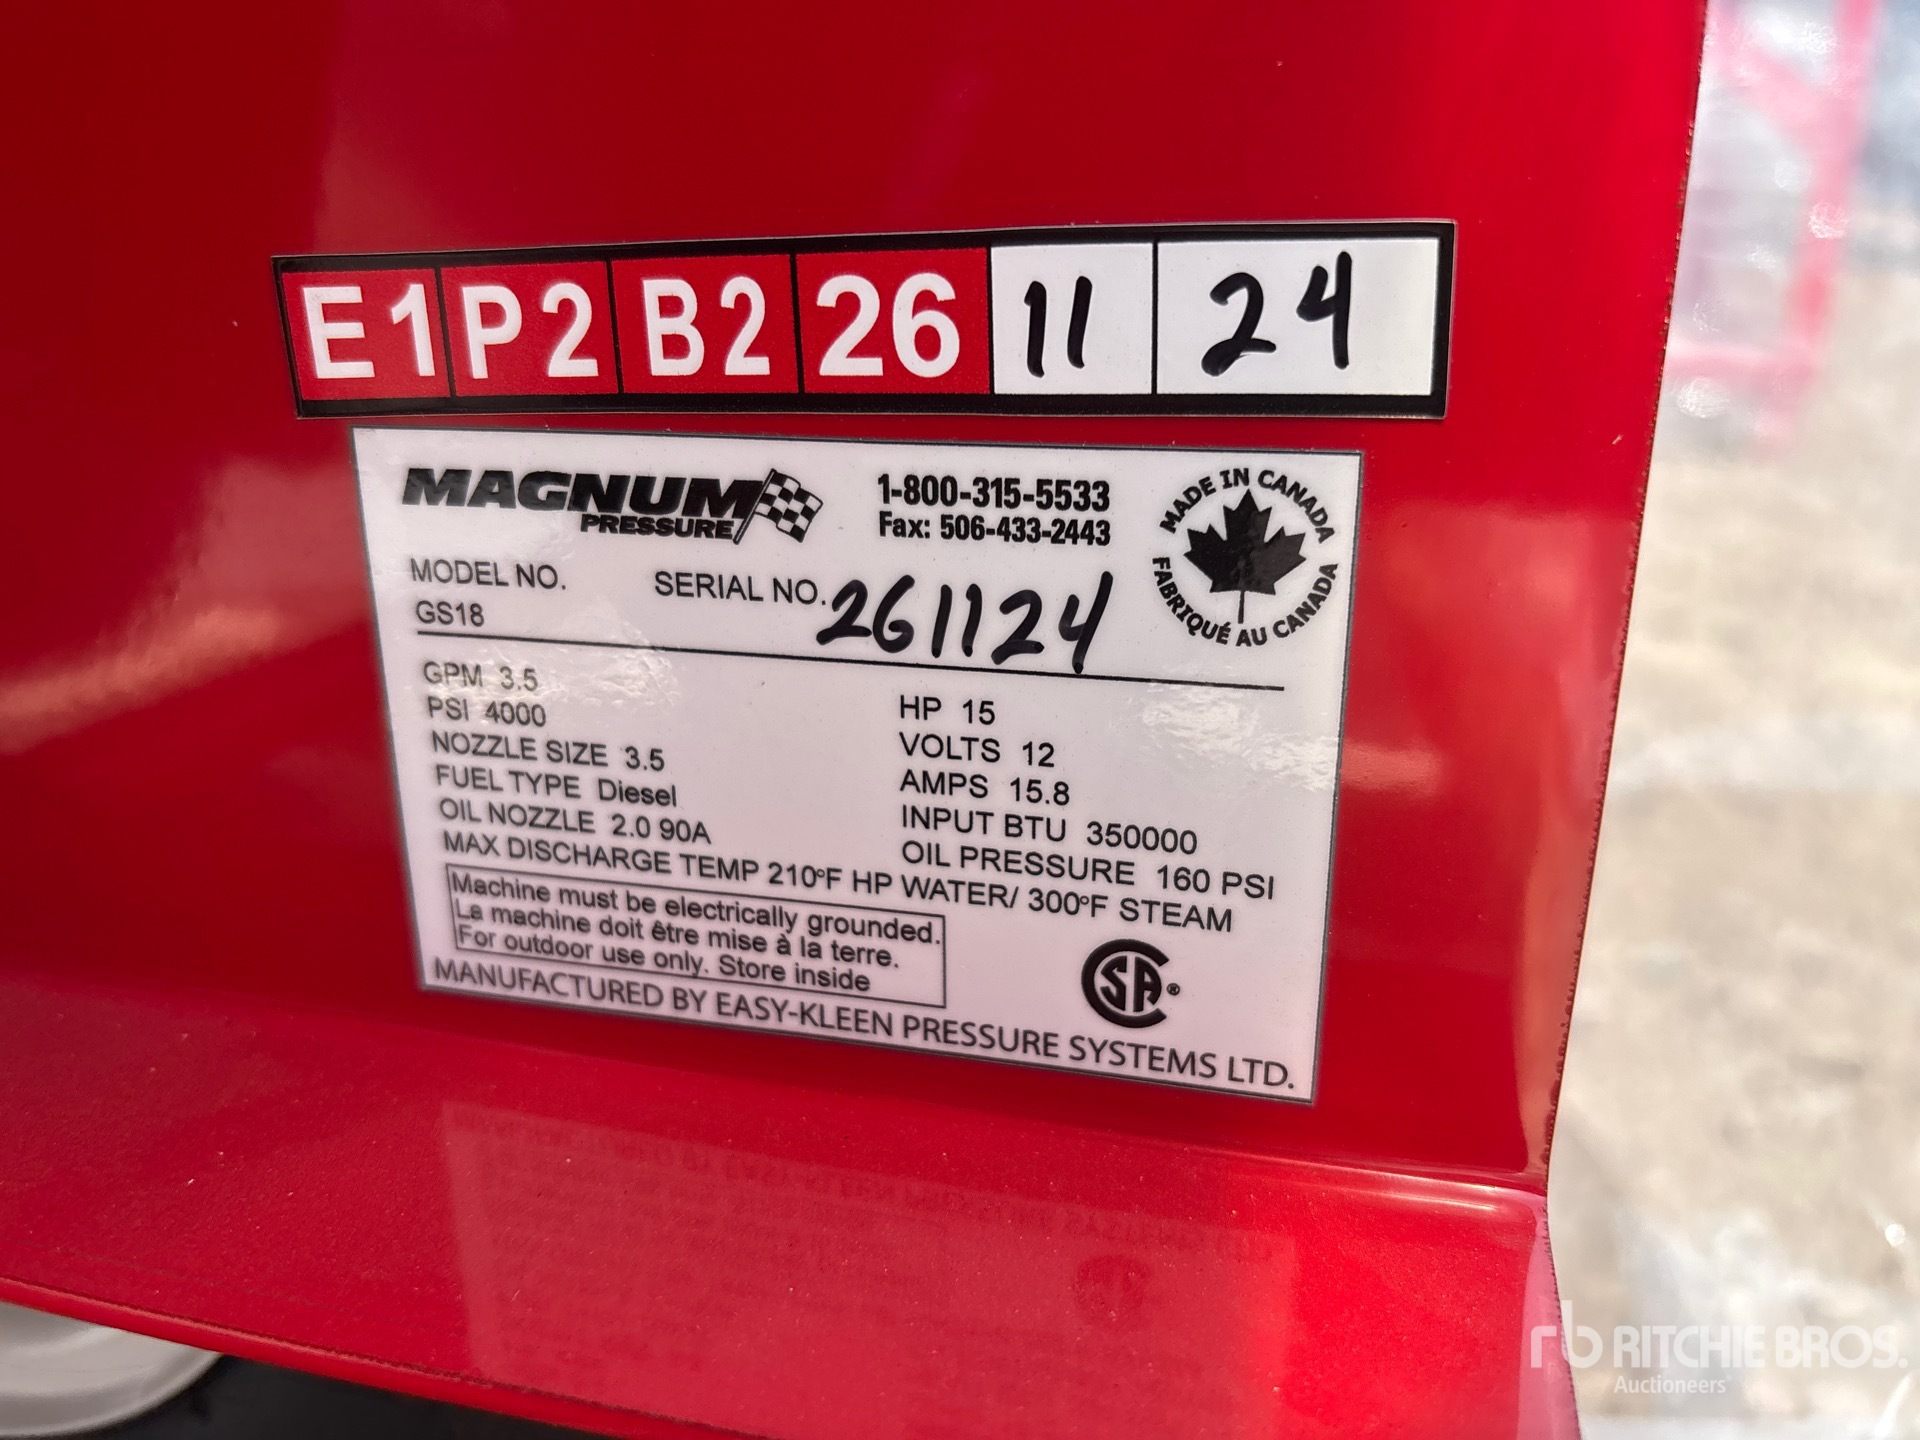 E1 P2 B2 26 11 24
MAGNUM
PRESSURE
1-800-315-5533
Fax: 506-433-2443
MADE IN CANADA
FABRIQUÉ AU CANADA
MODEL NO.
GS18
SERIAL NO. 261124
GPM 3.5
PSI 4000
NOZZLE SIZE 3.5
FUEL TYPE Diesel
OIL NOZZLE 2.0 90A
HP 15
VOLTS 12
AMPS 15.8
INPUT BTU 350000
OIL PRESSURE 160 PSI
MAX DISCHARGE TEMP 210°F HP WATER/ 300°F STEAM
Machine must be electrically grounded.
La machine doit être mise à la terre.
For outdoor use only. Store inside
CSA®
MANUFACTURED BY EASY-KLEEN PRESSURE SYSTEMS LTD.
rb RITCHIE BROS.
Auctioneers